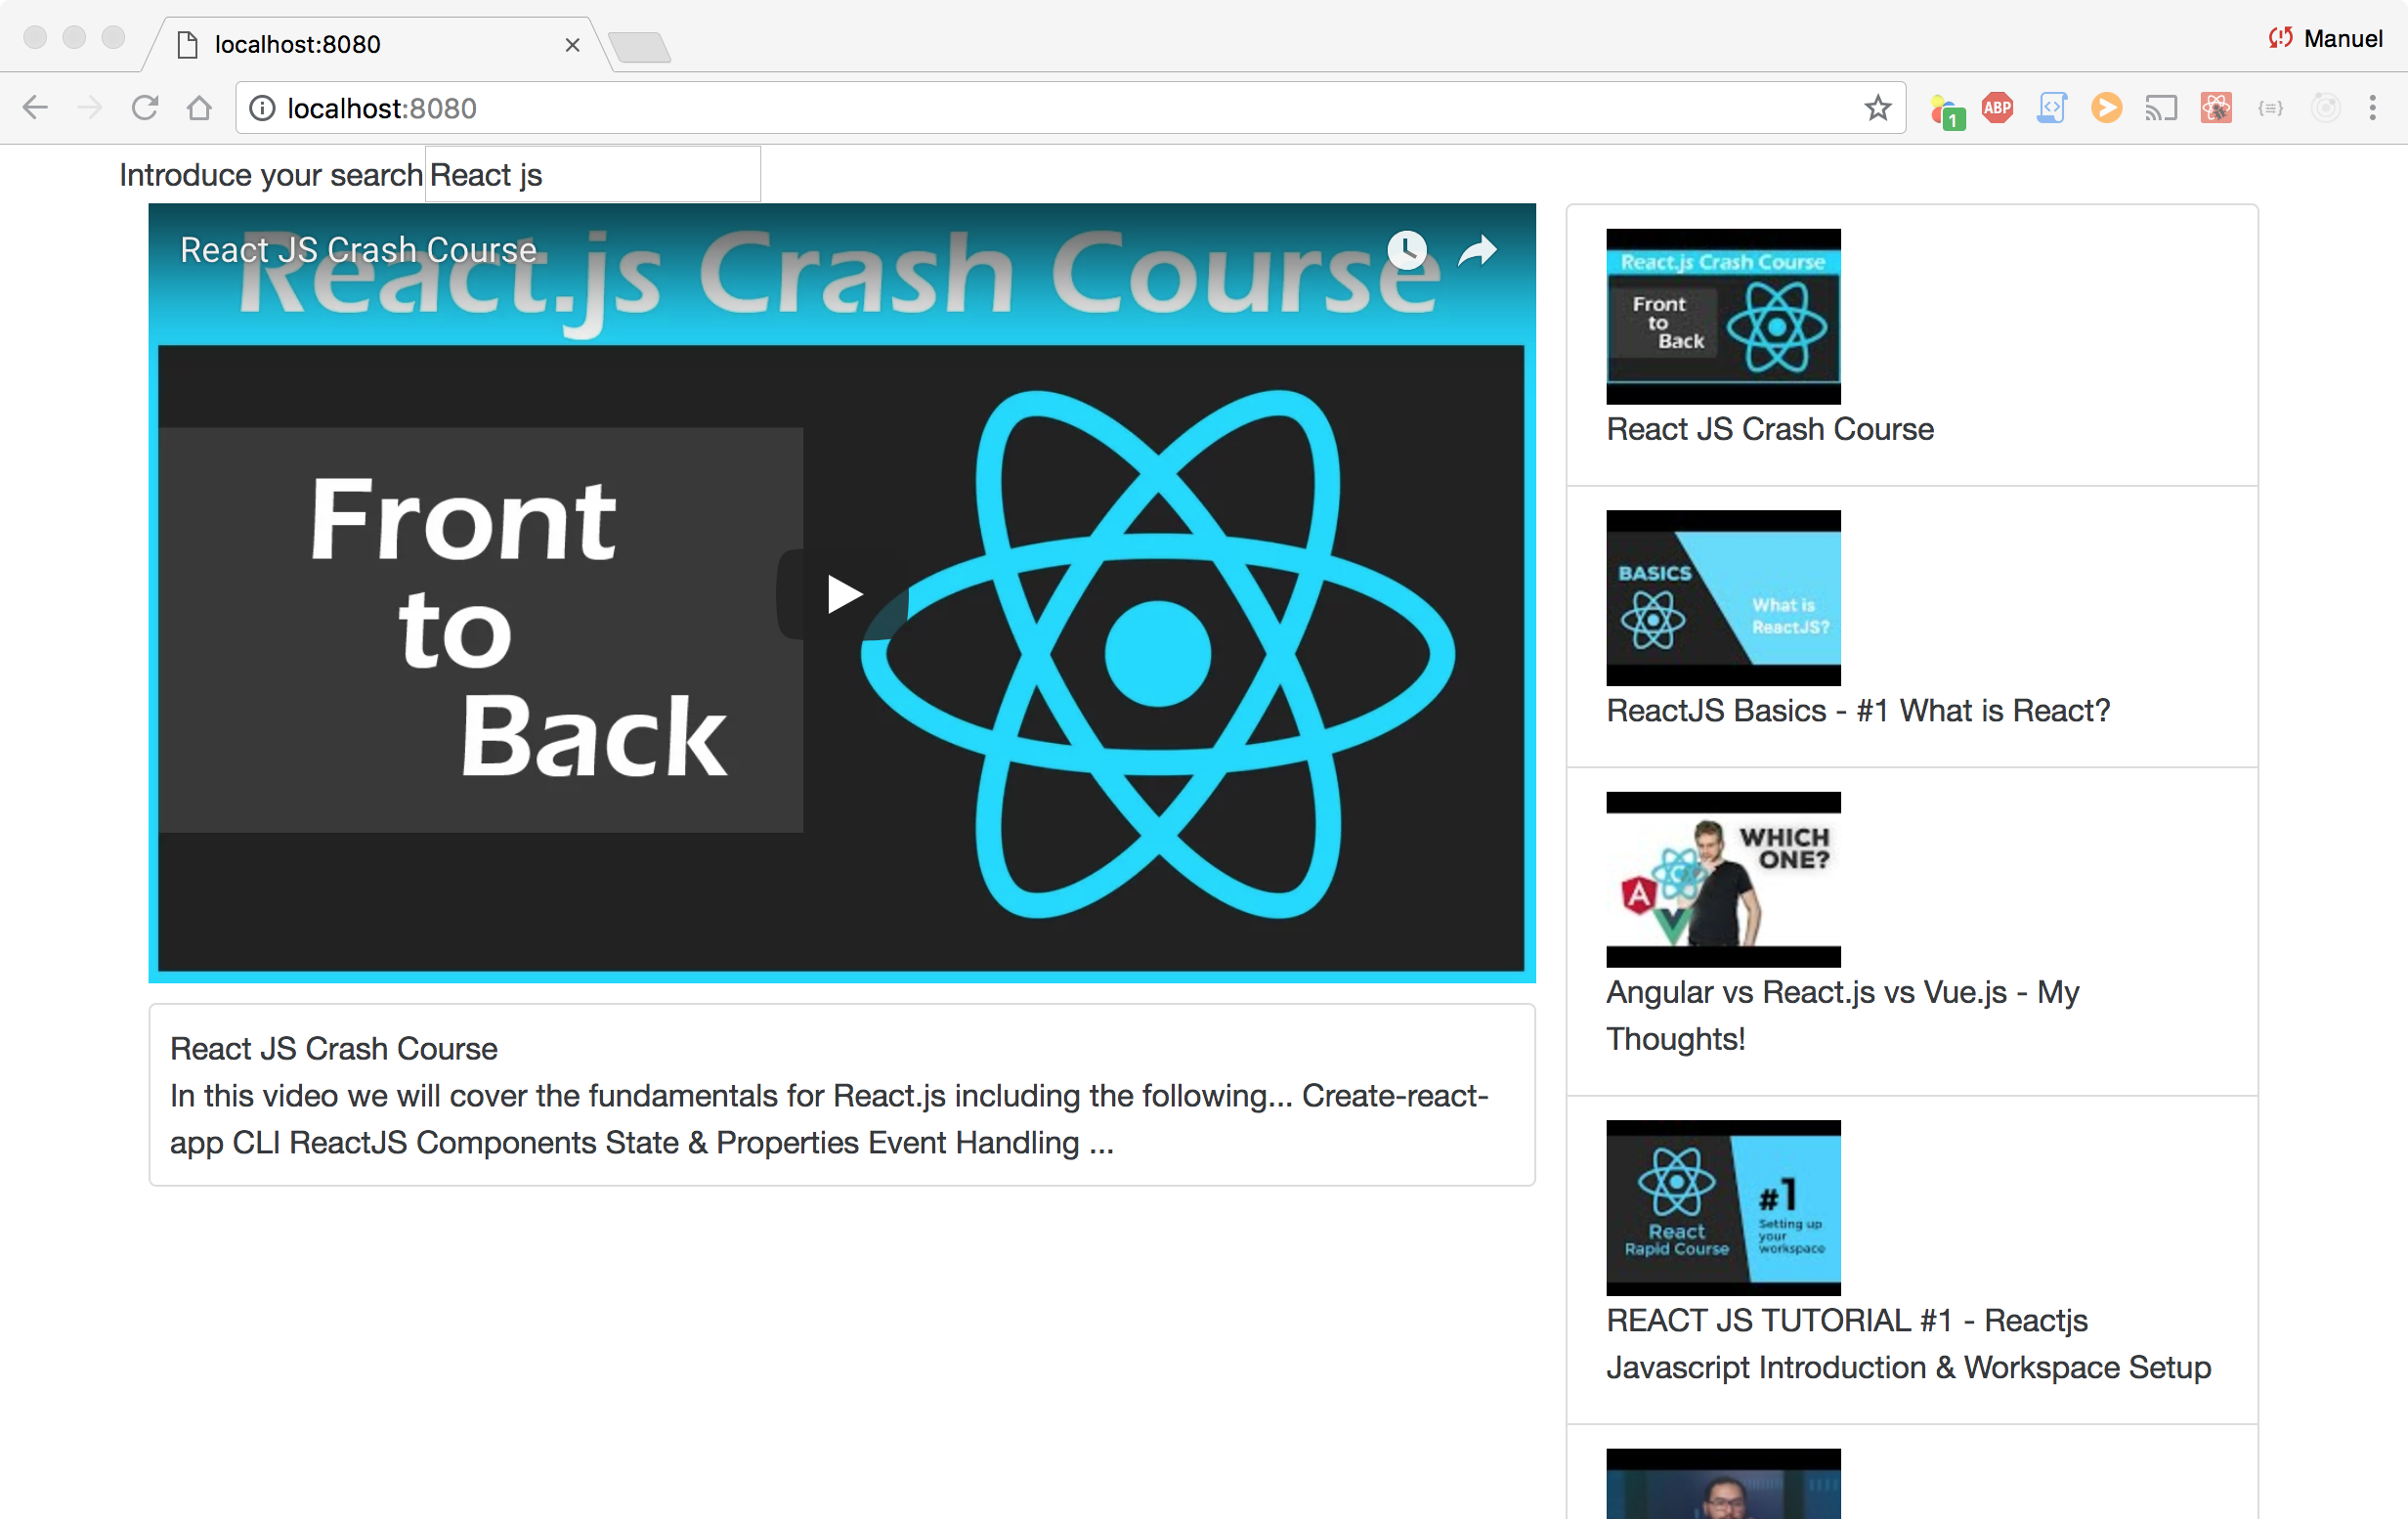 localhost:8080
Manuel
localhost:8080
1
ABP
Introduce your search React js
React JS Crash Course
React.js Crash Course
Front
to
Back
React JS Crash Course
In this video we will cover the fundamentals for React.js including the following... Create-react-
app CLI ReactJS Components State & Properties Event Handling ...
React.js Crash Course
Front
to
Back
React JS Crash Course
BASICS
What is
ReactJS?
ReactJS Basics - #1 What is React?
WHICH
ONE?
A
Angular vs React.js vs Vue.js - My
Thoughts!
#1
Setting up
your
workspace
React
Rapid Course
REACT JS TUTORIAL #1 - Reactjs
Javascript Introduction & Workspace Setup